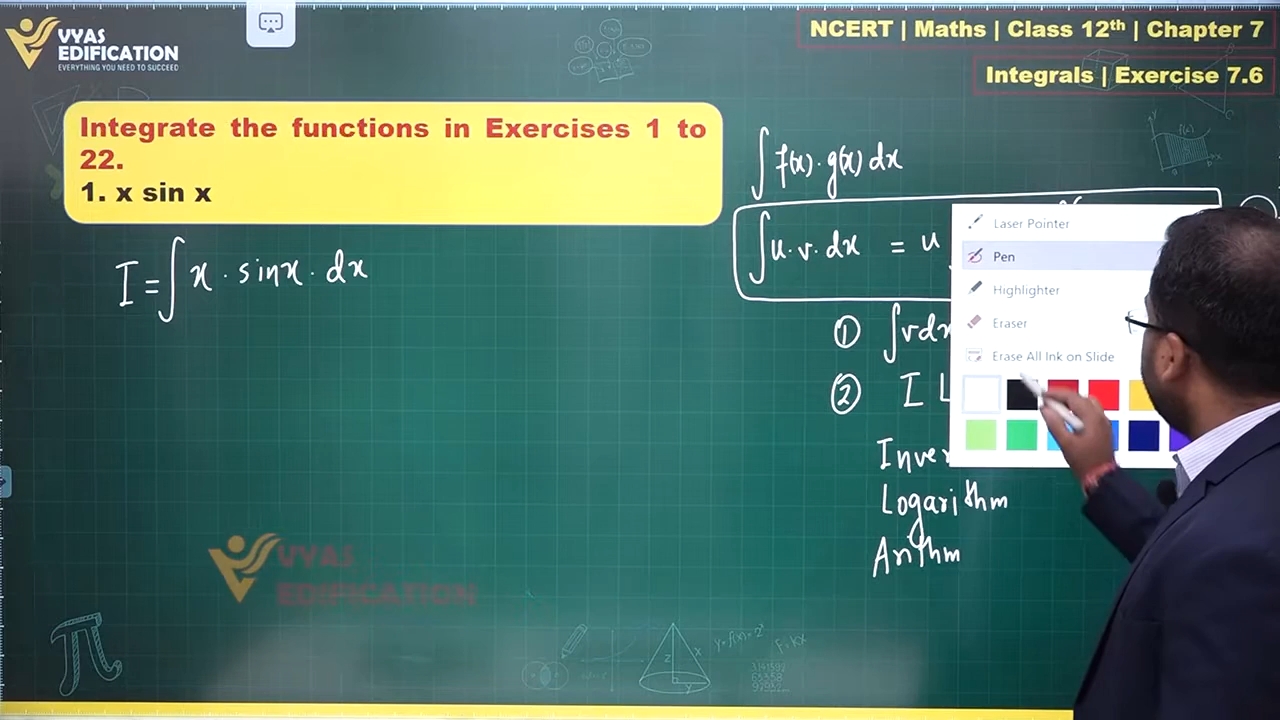 VYAS
EDIFICATION
EVERYTHING YOU NEED TO SUCCEED
NCERT | Maths | Class 12th | Chapter 7
Integrals | Exercise 7.6
Integrate the functions in Exercises 1 to
22.
1. x sin x
I = ∫ x · sinx · dx
∫ f(x) · g(x) dx
∫ u · v · dx = u
① ∫ vdx
② I L
Inver
Logarithm
Arithm
Laser Pointer
Pen
Highlighter
Eraser
Erase All Ink on Slide
VYAS
EDIFICATION